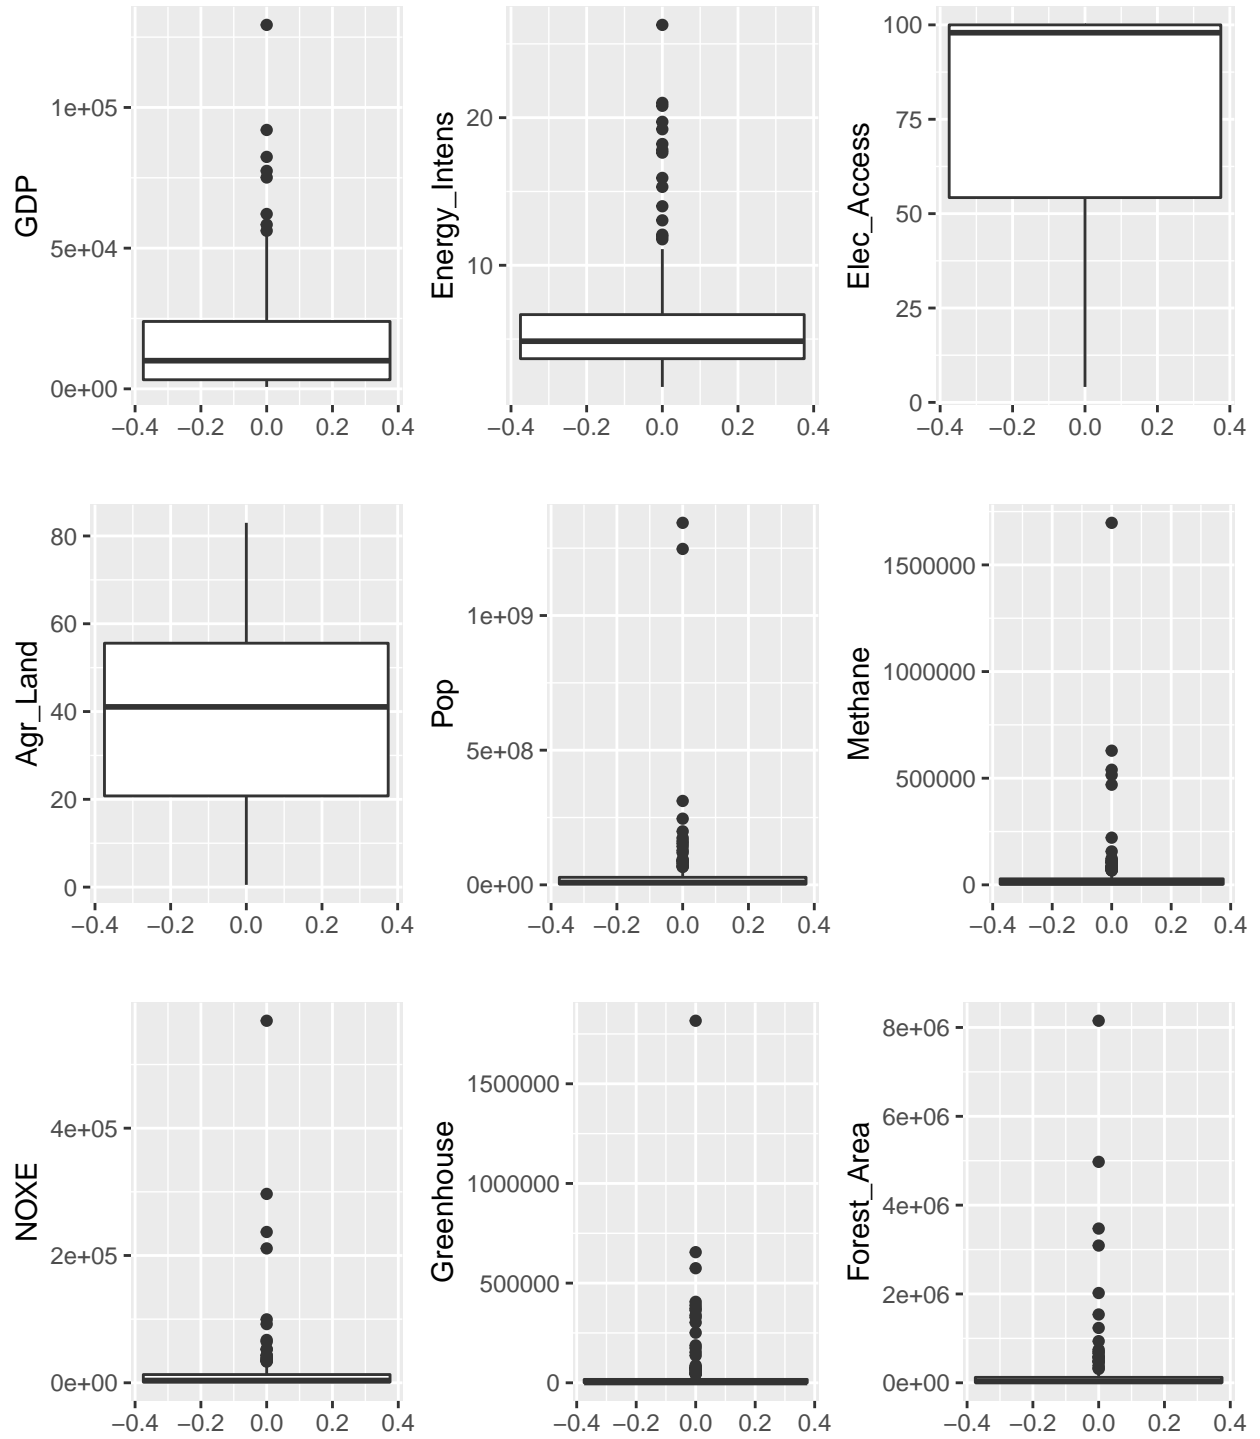 GDP
1e+05
5e+04
0e+00
−0.4 −0.2 0.0 0.2 0.4
Energy_Intens
20
10
−0.4 −0.2 0.0 0.2 0.4
Elec_Access
100
75
50
25
0
−0.4 −0.2 0.0 0.2 0.4
Agr_Land
80
60
40
20
0
−0.4 −0.2 0.0 0.2 0.4
Pop
1e+09
5e+08
0e+00
−0.4 −0.2 0.0 0.2 0.4
Methane
1500000
1000000
500000
0
−0.4 −0.2 0.0 0.2 0.4
NOXE
4e+05
2e+05
0e+00
−0.4 −0.2 0.0 0.2 0.4
Greenhouse
1500000
1000000
500000
0
−0.4 −0.2 0.0 0.2 0.4
Forest_Area
8e+06
6e+06
4e+06
2e+06
0e+00
−0.4 −0.2 0.0 0.2 0.4